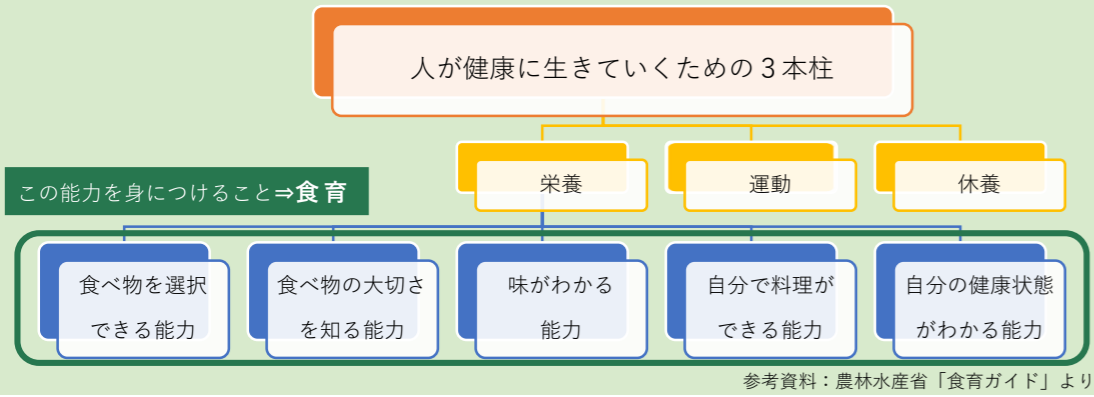 人が健康に生きていくための３本柱
栄養
運動
休養
この能力を身につけること⇒食育
食べ物を選択
できる能力
食べ物の大切さ
を知る能力
味がわかる
能力
自分で料理が
できる能力
自分の健康状態
がわかる能力
参考資料：農林水産省「食育ガイド」より